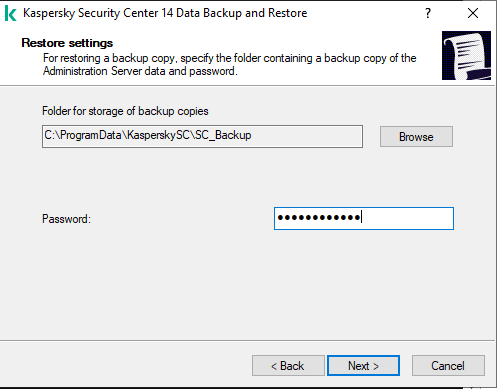 Kaspersky Security Center 14 Data Backup and Restore
?
Restore settings
For restoring a backup copy, specify the folder containing a backup copy of the
Administration Server data and password.
Folder for storage of backup copies
C:\ProgramData\KasperskySC\SC_Backup
Browse
Password:
••••••••••••
< Back
Next >
Cancel